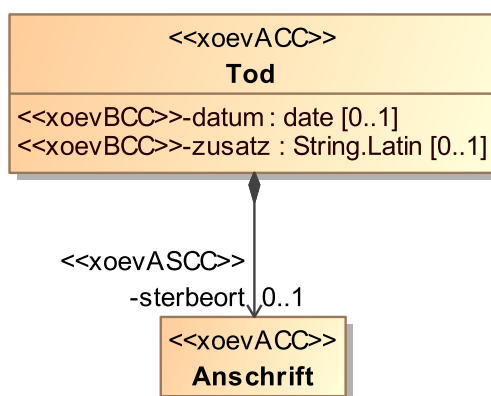 <<xoevACC>>
Tod
<<xoevBCC>>-datum : date [0..1]
<<xoevBCC>>-zusatz : String.Latin [0..1]
<<xoevASCC>>
-sterbeort 0..1
<<xoevACC>>
Anschrift